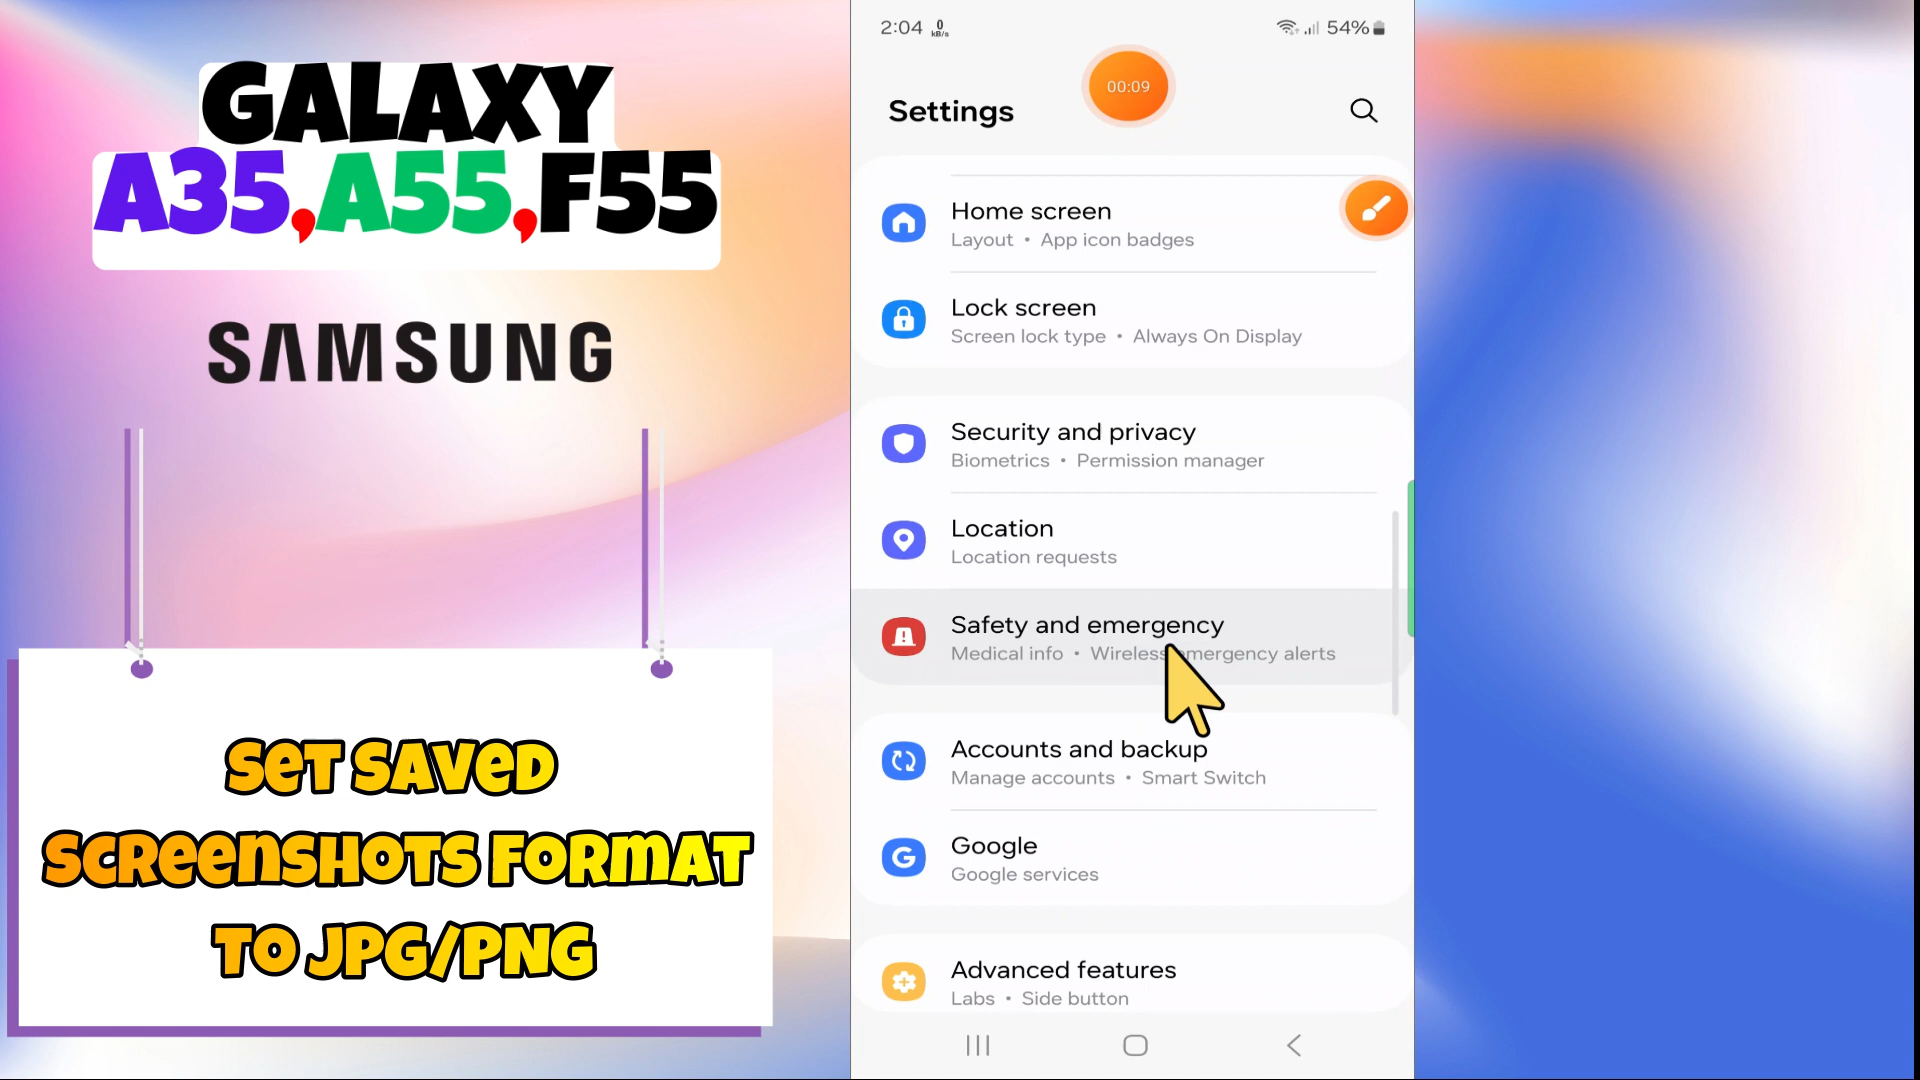 GALAXY
A35,A55,F55
SAMSUNG
SET SAVED
SCREENSHOTS FORMAT
TO JPG/PNG
2:04 0 kB/s 54%
00:09
Settings
Home screen
Layout • App icon badges
Lock screen
Screen lock type • Always On Display
Security and privacy
Biometrics • Permission manager
Location
Location requests
Safety and emergency
Medical info • Wireless emergency alerts
Accounts and backup
Manage accounts • Smart Switch
Google
Google services
Advanced features
Labs • Side button